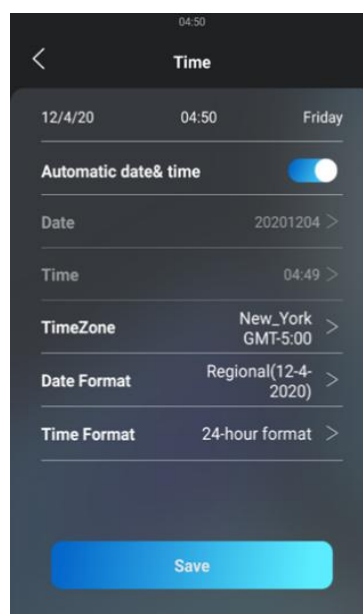 04:50
Time
12/4/20 04:50 Friday
Automatic date& time
Date 20201204 >
Time 04:49 >
TimeZone New_York
GMT-5:00 >
Date Format Regional(12-4-
2020) >
Time Format 24-hour format >
Save